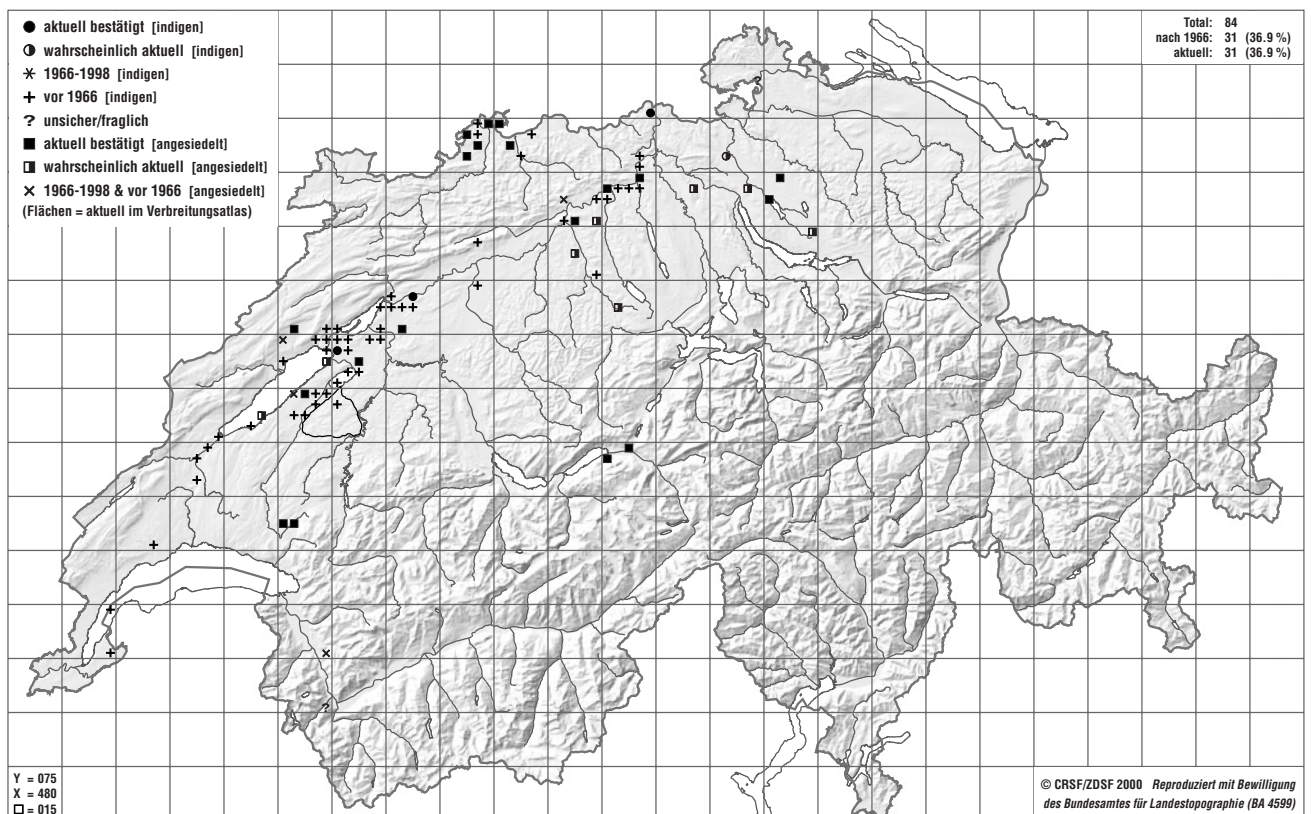 aktuell bestätigt [indigen]
wahrscheinlich aktuell [indigen]
1966-1998 [indigen]
vor 1966 [indigen]
? unsicher/fraglich
aktuell bestätigt [angesiedelt]
wahrscheinlich aktuell [angesiedelt]
1966-1998 & vor 1966 [angesiedelt]
(Flächen = aktuell im Verbreitungsatlas)
Total: 84
nach 1966: 31 (36.9 %)
aktuell: 31 (36.9 %)
?
?
Y = 075
X = 480
= 015
© CRSF/ZDSF 2000 Reproduziert mit Bewilligung
des Bundesamtes für Landestopographie (BA 4599)